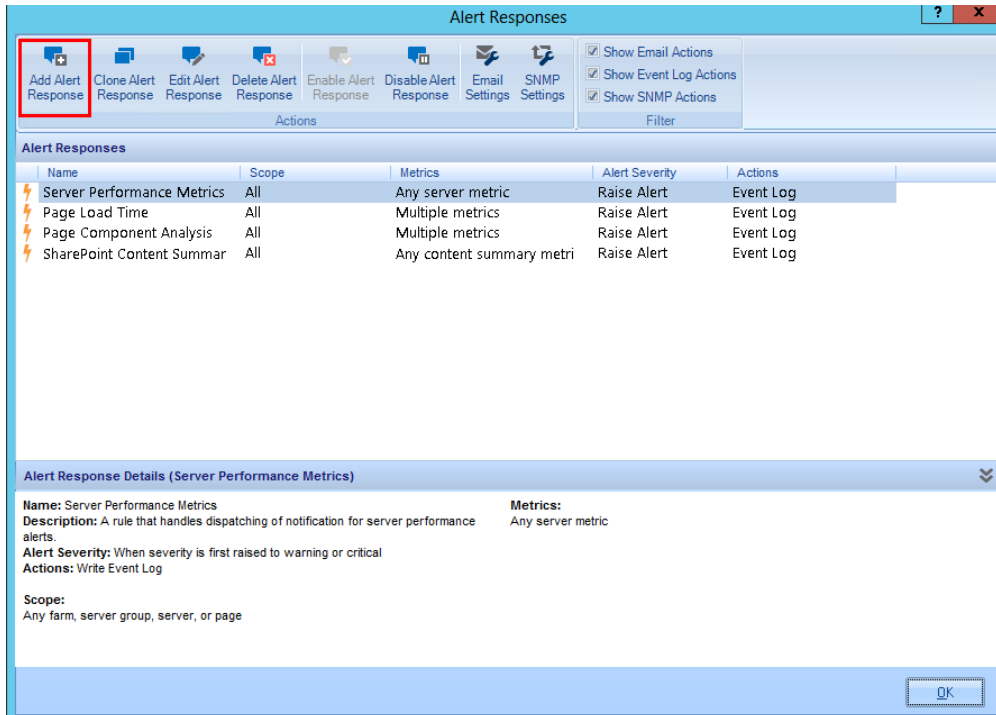 Alert Responses
? x
Add Alert Response
Clone Alert Response
Edit Alert Response
Delete Alert Response
Enable Alert Response
Disable Alert Response
Email Settings
SNMP Settings
Actions
Show Email Actions
Show Event Log Actions
Show SNMP Actions
Filter
Alert Responses
Name Scope Metrics Alert Severity Actions
Server Performance Metrics All Any server metric Raise Alert Event Log
Page Load Time All Multiple metrics Raise Alert Event Log
Page Component Analysis All Multiple metrics Raise Alert Event Log
SharePoint Content Summar All Any content summary metri Raise Alert Event Log
Alert Response Details (Server Performance Metrics)
Name: Server Performance Metrics
Description: A rule that handles dispatching of notification for server performance
alerts.
Alert Severity: When severity is first raised to warning or critical
Actions: Write Event Log
Scope:
Any farm, server group, server, or page
Metrics:
Any server metric
OK